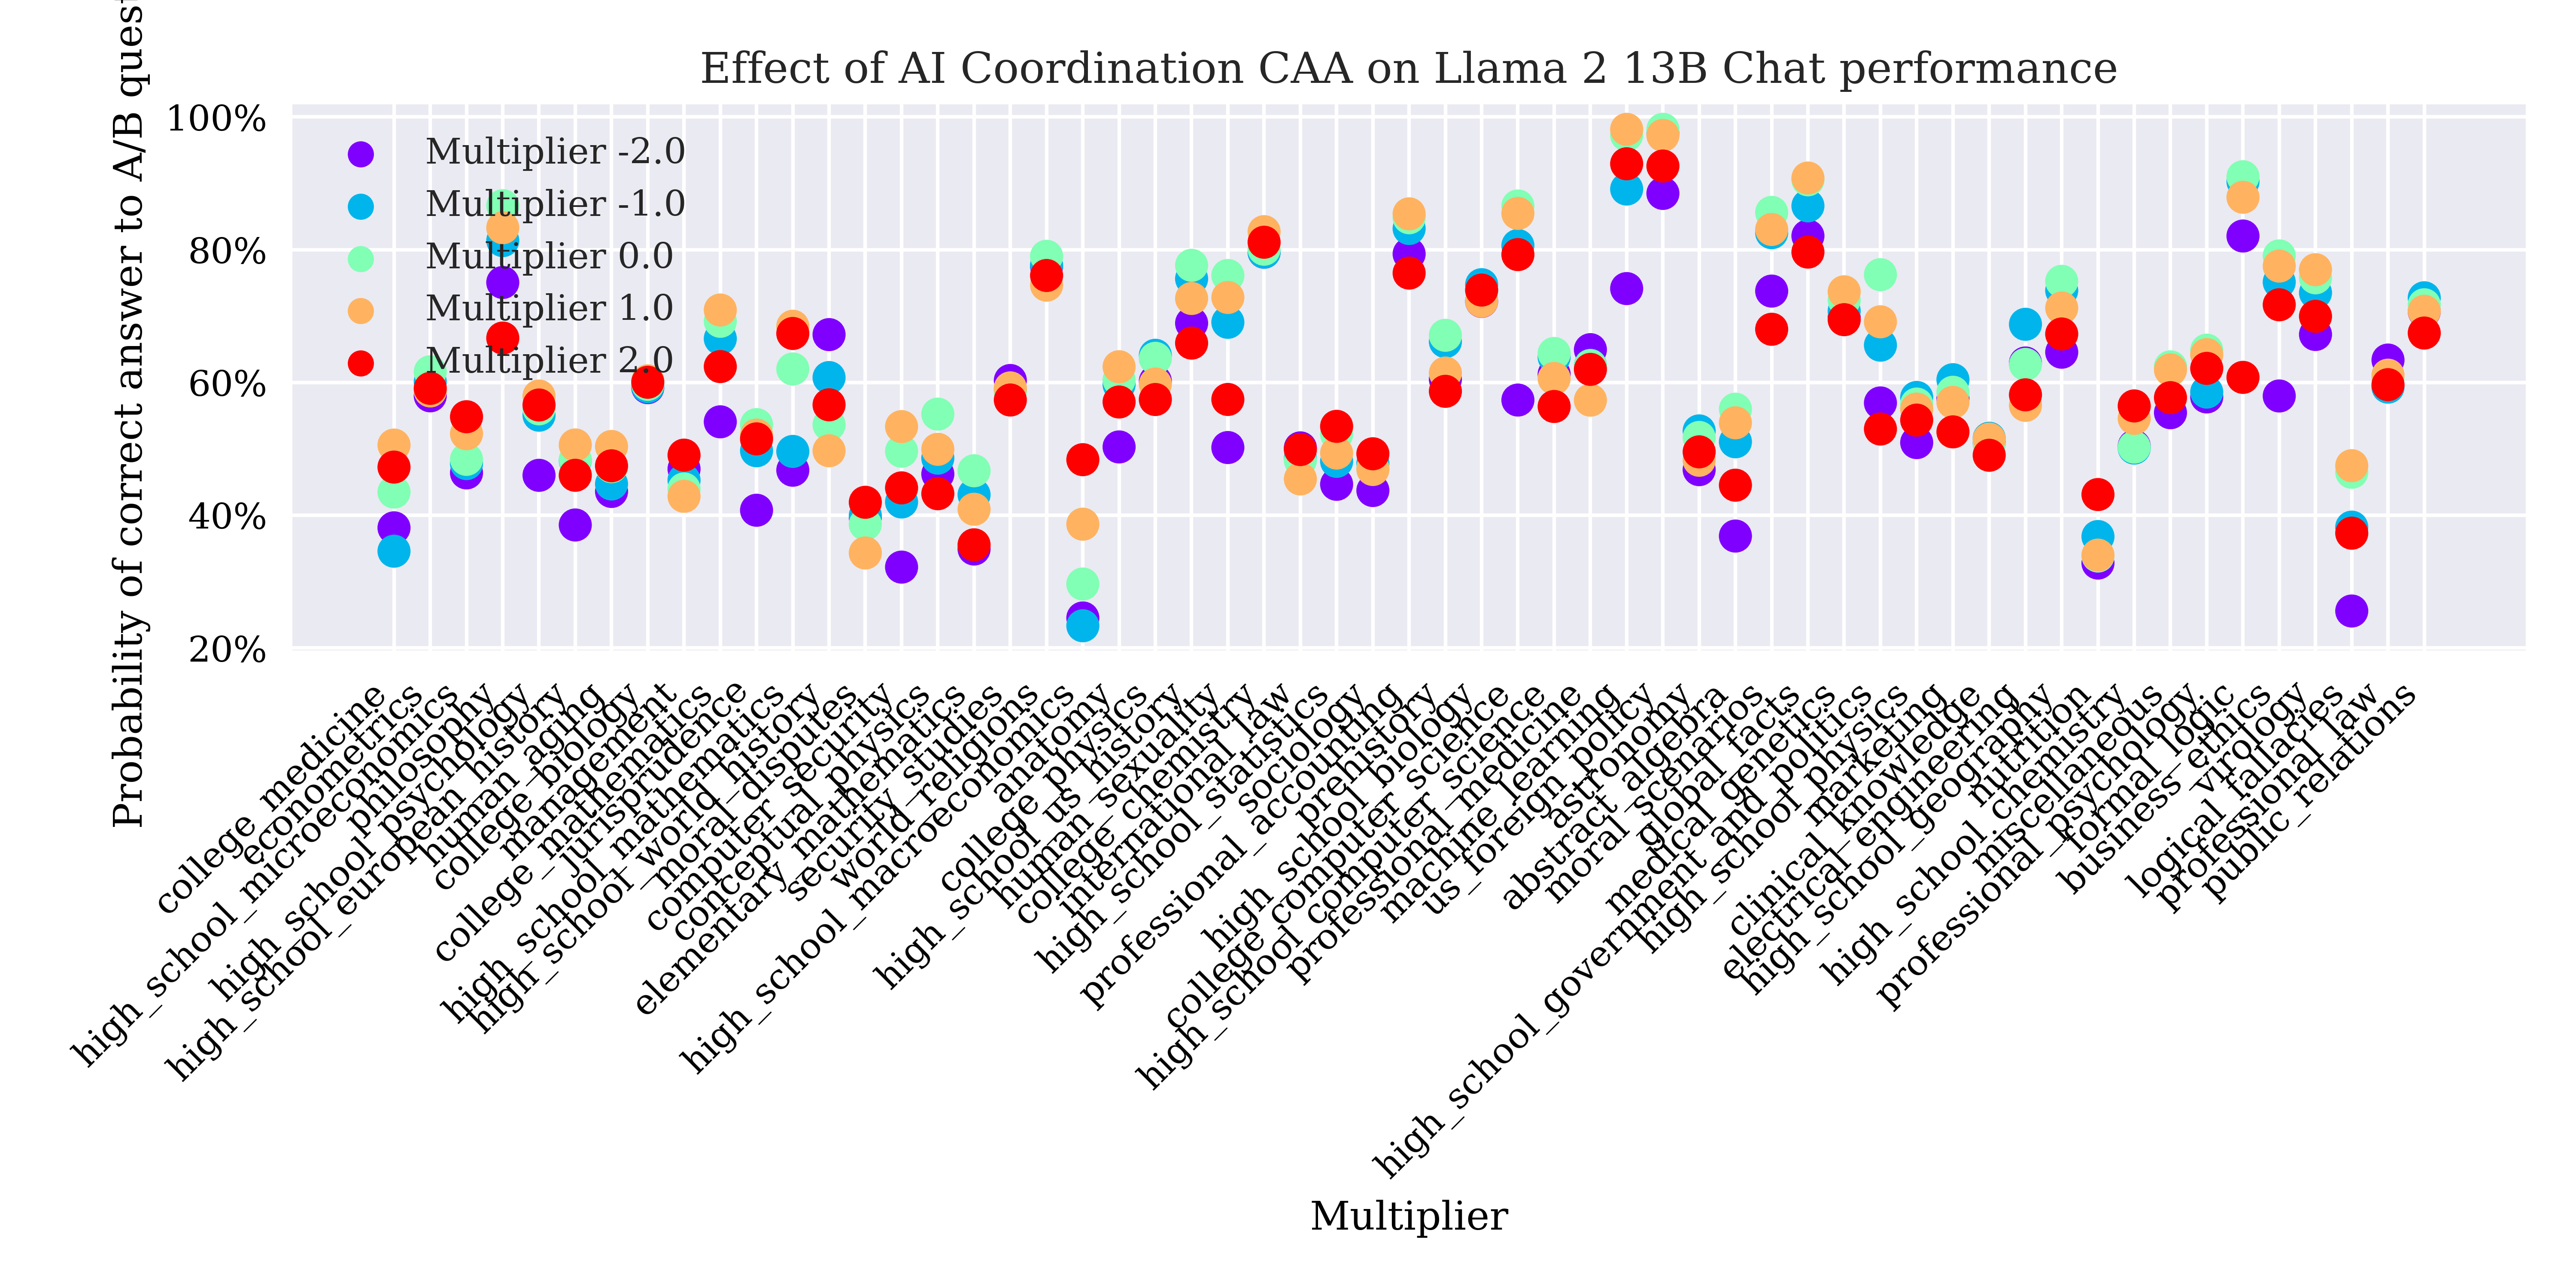 Effect of AI Coordination CAA on Llama 2 13B Chat performance
Probability of correct answer to A/B quest
100%
80%
60%
40%
20%
Multiplier -2.0
Multiplier -1.0
Multiplier 0.0
Multiplier 1.0
Multiplier 2.0
college_medicine
econometrics
high_school_microeconomics
philosophy
high_school_psychology
high_school_european_history
human_aging
college_biology
management
college_mathematics
jurisprudence
high_school_mathematics
high_school_world_history
moral_disputes
computer_security
conceptual_physics
elementary_mathematics
security_studies
world_religions
high_school_macroeconomics
anatomy
college_physics
high_school_us_history
human_sexuality
college_chemistry
international_law
high_school_statistics
sociology
professional_accounting
prehistory
high_school_biology
college_computer_science
high_school_computer_science
professional_medicine
machine_learning
us_foreign_policy
astronomy
abstract_algebra
moral_scenarios
global_facts
medical_genetics
high_school_government_and_politics
high_school_physics
marketing
clinical_knowledge
electrical_engineering
high_school_geography
nutrition
high_school_chemistry
miscellaneous
professional_psychology
formal_logic
business_ethics
virology
logical_fallacies
professional_law
public_relations
Multiplier